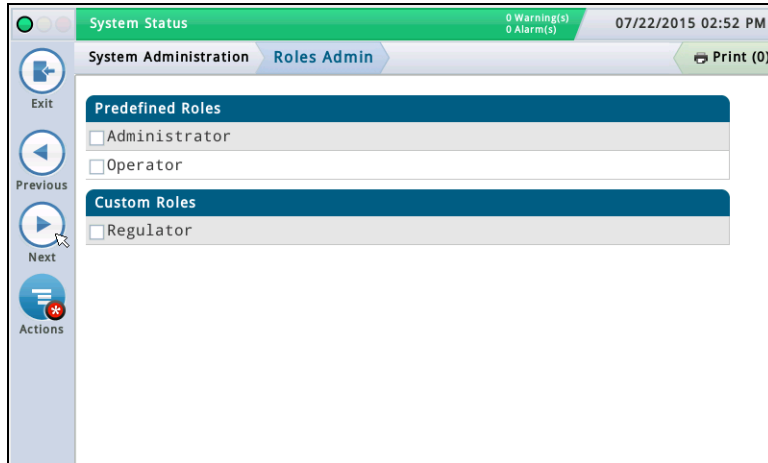 System Status
0 Warning(s)
0 Alarm(s)
07/22/2015 02:52 PM
System Administration
Roles Admin
Print (0)
Exit
Previous
Next
Actions
Predefined Roles
Administrator
Operator
Custom Roles
Regulator